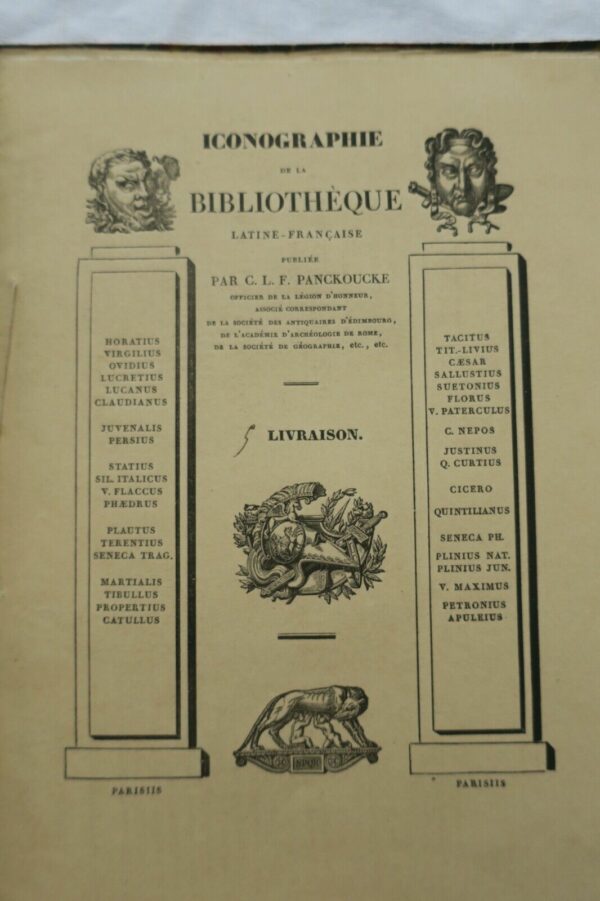 ICONOGRAPHIE
DE LA
BIBLIOTHÈQUE
LATINE-FRANÇAISE
PUBLIÉE
PAR C. L. F. PANCKOUCKE
OFFICIER DE LA LÉGION D'HONNEUR,
ASSOCIÉ CORRESPONDANT
DE LA SOCIÉTÉ DES ANTIQUAIRES D'ÉDIMBOURG,
DE L'ACADÉMIE D'ARCHÉOLOGIE DE ROME,
DE LA SOCIÉTÉ DE GÉOGRAPHIE, etc., etc.
5 LIVRAISON.
HORATIUS
VIRGILIUS
OVIDIUS
LUCRETIUS
LUCANUS
CLAUDIANUS
JUVENALIS
PERSIUS
STATIUS
SIL. ITALICUS
V. FLACCUS
PHÆDRUS
PLAUTUS
TERENTIUS
SENECA TRAG.
MARTIALIS
TIBULLUS
PROPERTIUS
CATULLUS
PARISIIS
TACITUS
TIT.-LIVIUS
CÆSAR
SALLUSTIUS
SUETONIUS
FLORUS
V. PATERCULUS
C. NEPOS
JUSTINUS
Q. CURTIUS
CICERO
QUINTILIANUS
SENECA PH.
PLINIUS NAT.
PLINIUS JUN.
V. MAXIMUS
PETRONIUS
APULEIUS
PARISIIS
SPQR